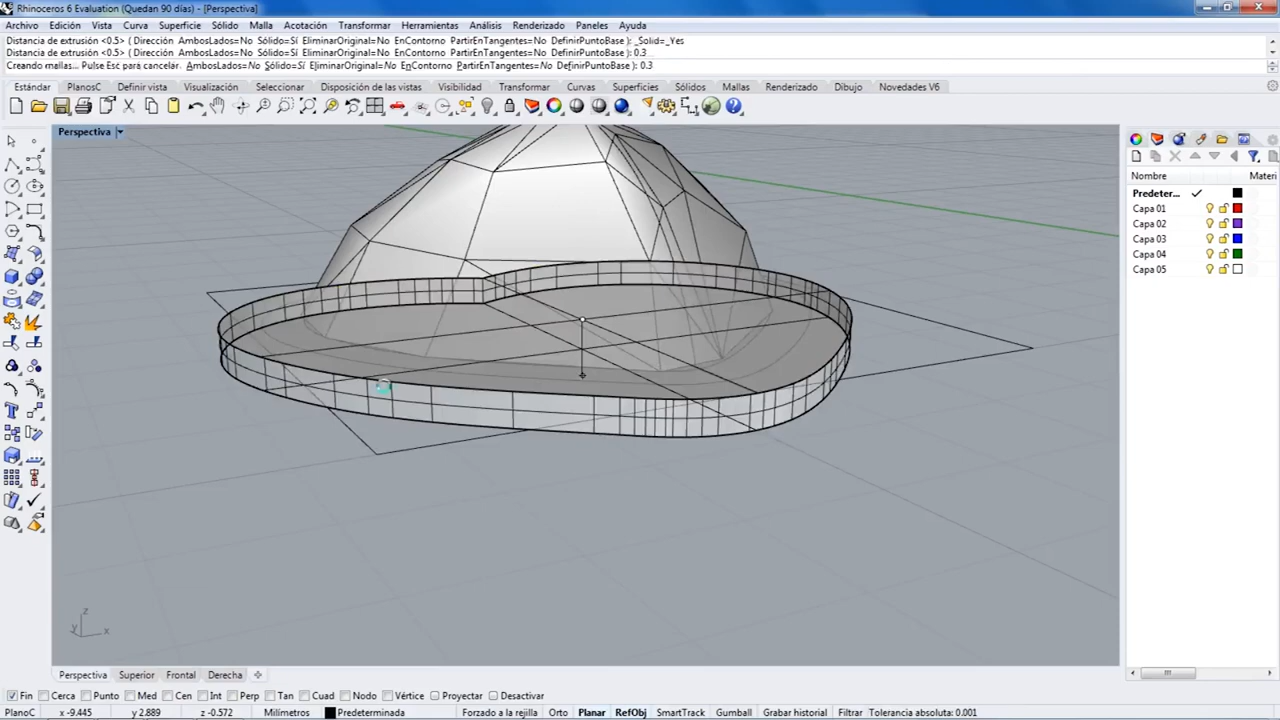 Rhinoceros 6 Evaluation (Quedan 90 días) - [Perspectiva]
Archivo Edición Vista Curva Superficie Sólido Malla Acotación Transformar Herramientas Análisis Renderizado Paneles Ayuda
Distancia de extrusión <0.5> ( Dirección AmbosLados=No Sólido=Sí EliminarOriginal=No EnContorno PartirEnTangentes=No DefinirPuntoBase ): _Solid=_Yes
Distancia de extrusión <0.5> ( Dirección AmbosLados=No Sólido=Sí EliminarOriginal=No EnContorno PartirEnTangentes=No DefinirPuntoBase ): 0.3
Creando mallas... Pulse Esc para cancelar. AmbosLados=No Sólido=Sí EliminarOriginal=No EnContorno PartirEnTangentes=No DefinirPuntoBase ): 0.3
Estándar PlanosC Definir vista Visualización Seleccionar Disposición de las vistas Visibilidad Transformar Curvas Superficies Sólidos Mallas Renderizado Dibujo Novedades V6
Perspectiva
Nombre Materi
Predeter...
Capa 01
Capa 02
Capa 03
Capa 04
Capa 05
z
y x
Perspectiva Superior Frontal Derecha
Fin Cerca Punto Med Cen Int Perp Tan Cuad Nodo Vértice Proyectar Desactivar
PlanoC x -9.445 y 2.889 z -0.572 Milímetros Predeterminada Forzado a la rejilla Orto Planar RefObj SmartTrack Gumball Grabar historial Filtrar Tolerancia absoluta: 0.001